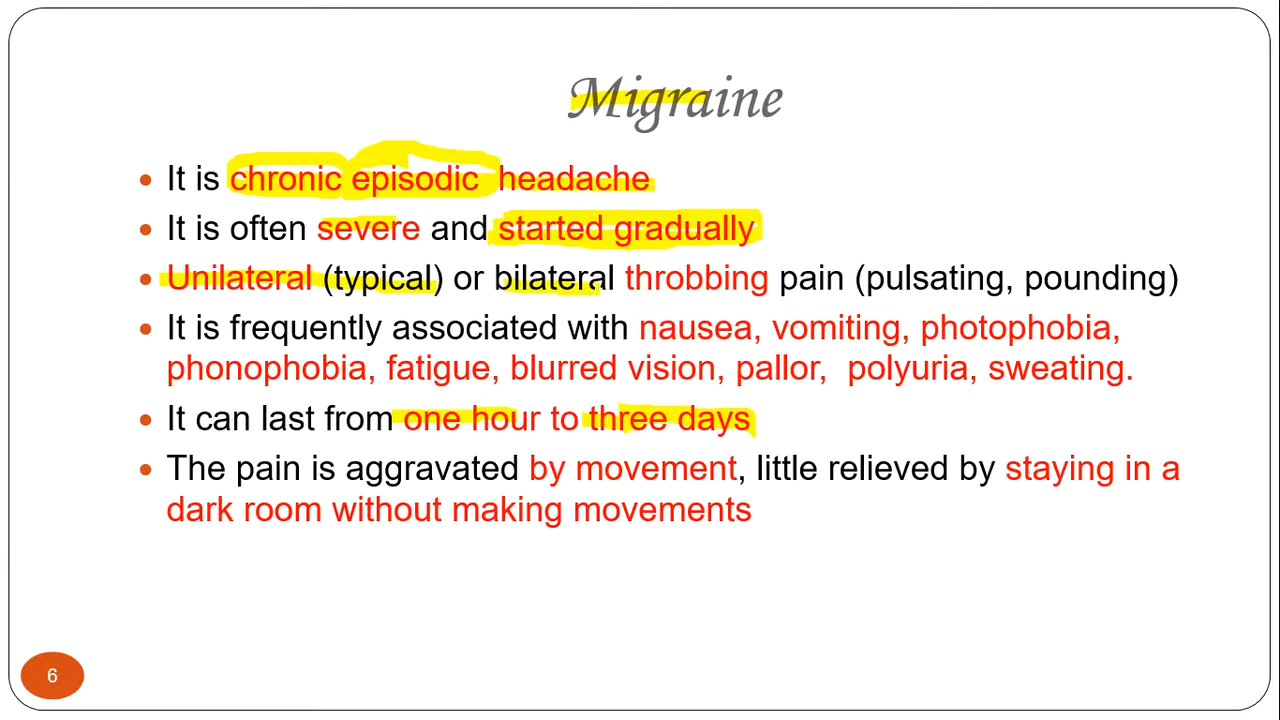 Migraine
• It is chronic episodic headache
• It is often severe and started gradually
• Unilateral (typical) or bilateral throbbing pain (pulsating, pounding)
• It is frequently associated with nausea, vomiting, photophobia,
phonophobia, fatigue, blurred vision, pallor, polyuria, sweating.
• It can last from one hour to three days
• The pain is aggravated by movement, little relieved by staying in a
dark room without making movements
6